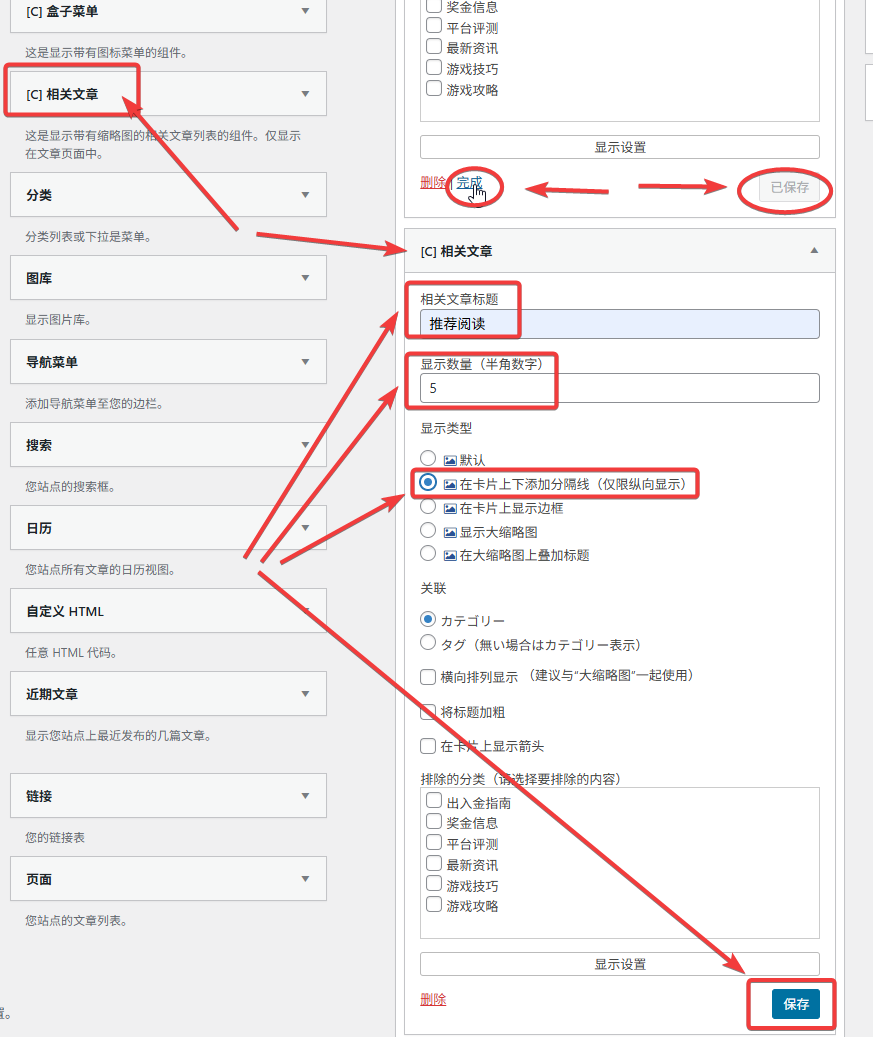 [C] 盒子菜单
这是显示带有图标菜单的组件。
[C] 相关文章
这是显示带有缩略图的相关文章列表的组件。仅显示
在文章页面中。
分类
分类列表或下拉是菜单。
图库
显示图片库。
导航菜单
添加导航菜单至您的边栏。
搜索
您站点的搜索框。
日历
您站点所有文章的日历视图。
自定义 HTML
任意 HTML 代码。
近期文章
显示您站点上最近发布的几篇文章。
链接
您的链接表
页面
您站点的文章列表。
置。
奖金信息
平台评测
最新资讯
游戏技巧
游戏攻略
显示设置
删除 | 完成
已保存
[C] 相关文章
相关文章标题
推荐阅读
显示数量（半角数字）
5
显示类型
默认
在卡片上下添加分隔线（仅限纵向显示）
在卡片上显示边框
显示大缩略图
在大缩略图上叠加标题
关联
カテゴリー
タグ（無い場合はカテゴリー表示）
横向排列显示 （建议与“大缩略图”一起使用）
将标题加粗
在卡片上显示箭头
排除的分类（请选择要排除的内容）
出入金指南
奖金信息
平台评测
最新资讯
游戏技巧
游戏攻略
显示设置
删除
保存